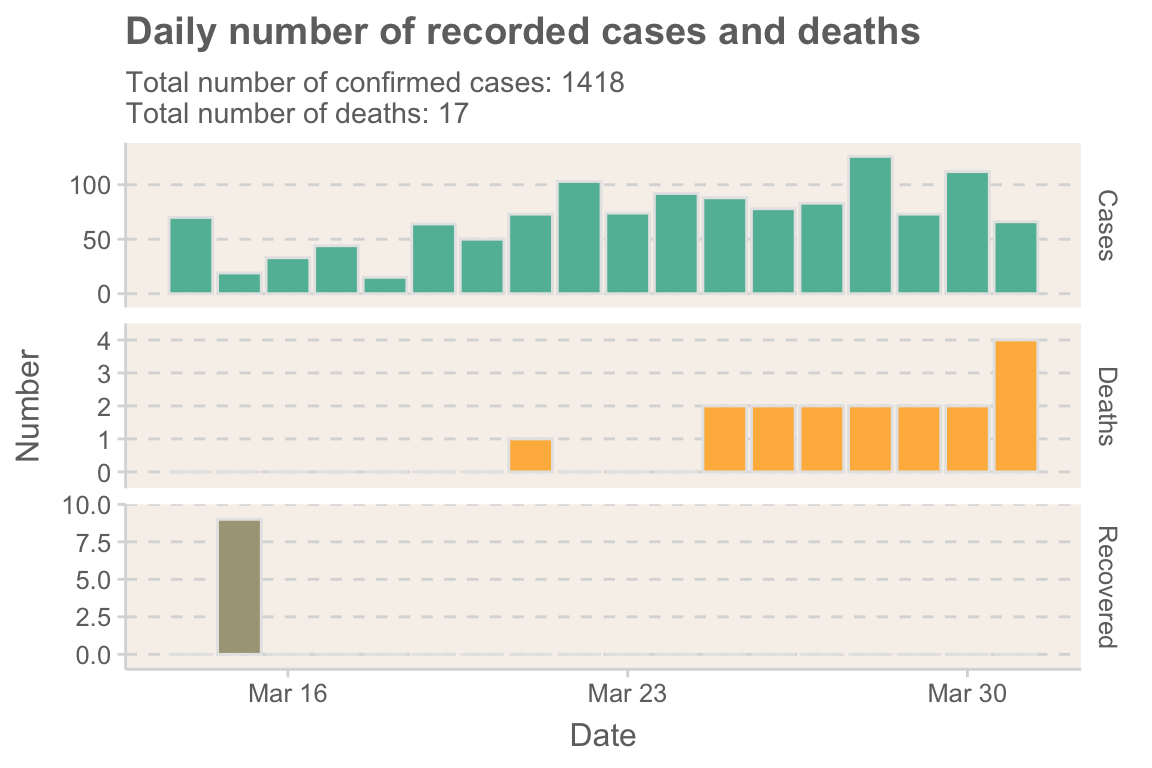 Daily number of recorded cases and deaths
Total number of confirmed cases: 1418
Total number of deaths: 17
100
50
0
Cases
Number
4
3
2
1
0
Deaths
10.0
7.5
5.0
2.5
0.0
Recovered
Mar 16
Mar 23
Mar 30
Date